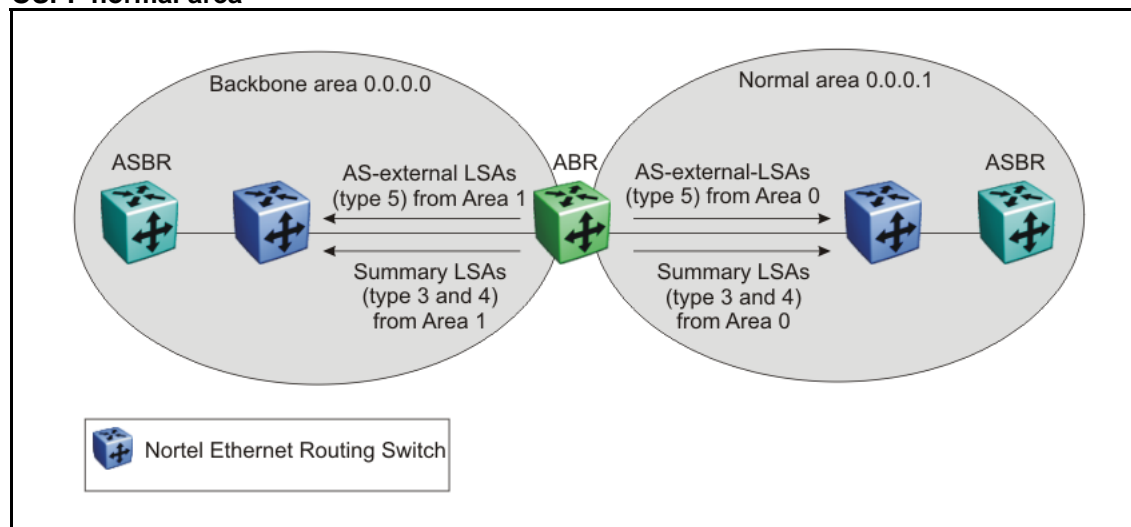 OSPF normal area
Backbone area 0.0.0.0
Normal area 0.0.0.1
ASBR
AS-external LSAs
(type 5) from Area 1
ABR
AS-external-LSAs
(type 5) from Area 0
ASBR
Summary LSAs
(type 3 and 4)
from Area 1
Summary LSAs
(type 3 and 4)
from Area 0
Nortel Ethernet Routing Switch